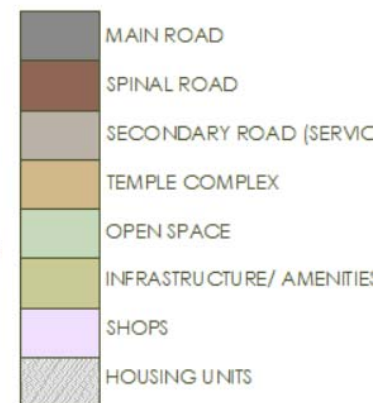 MAIN ROAD
SPINAL ROAD
SECONDARY ROAD (SERVIC
TEMPLE COMPLEX
OPEN SPACE
INFRASTRUCTURE/ AMENITIES
SHOPS
HOUSING UNITS